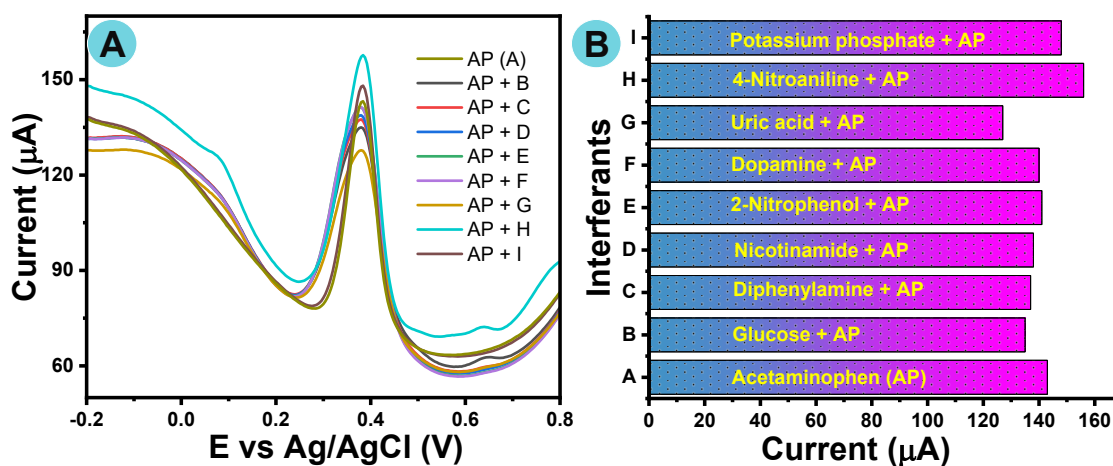 A
Current (μA)
150
120
90
60
-0.2
0.0
0.2
0.4
0.6
0.8
E vs Ag/AgCl (V)
AP (A)
AP + B
AP + C
AP + D
AP + E
AP + F
AP + G
AP + H
AP + I
B
Interferants
I
Potassium phosphate + AP
H
4-Nitroaniline + AP
G
Uric acid + AP
F
Dopamine + AP
E
2-Nitrophenol + AP
D
Nicotinamide + AP
C
Diphenylamine + AP
B
Glucose + AP
A
Acetaminophen (AP)
0
20
40
60
80
100
120
140
160
Current (μA)